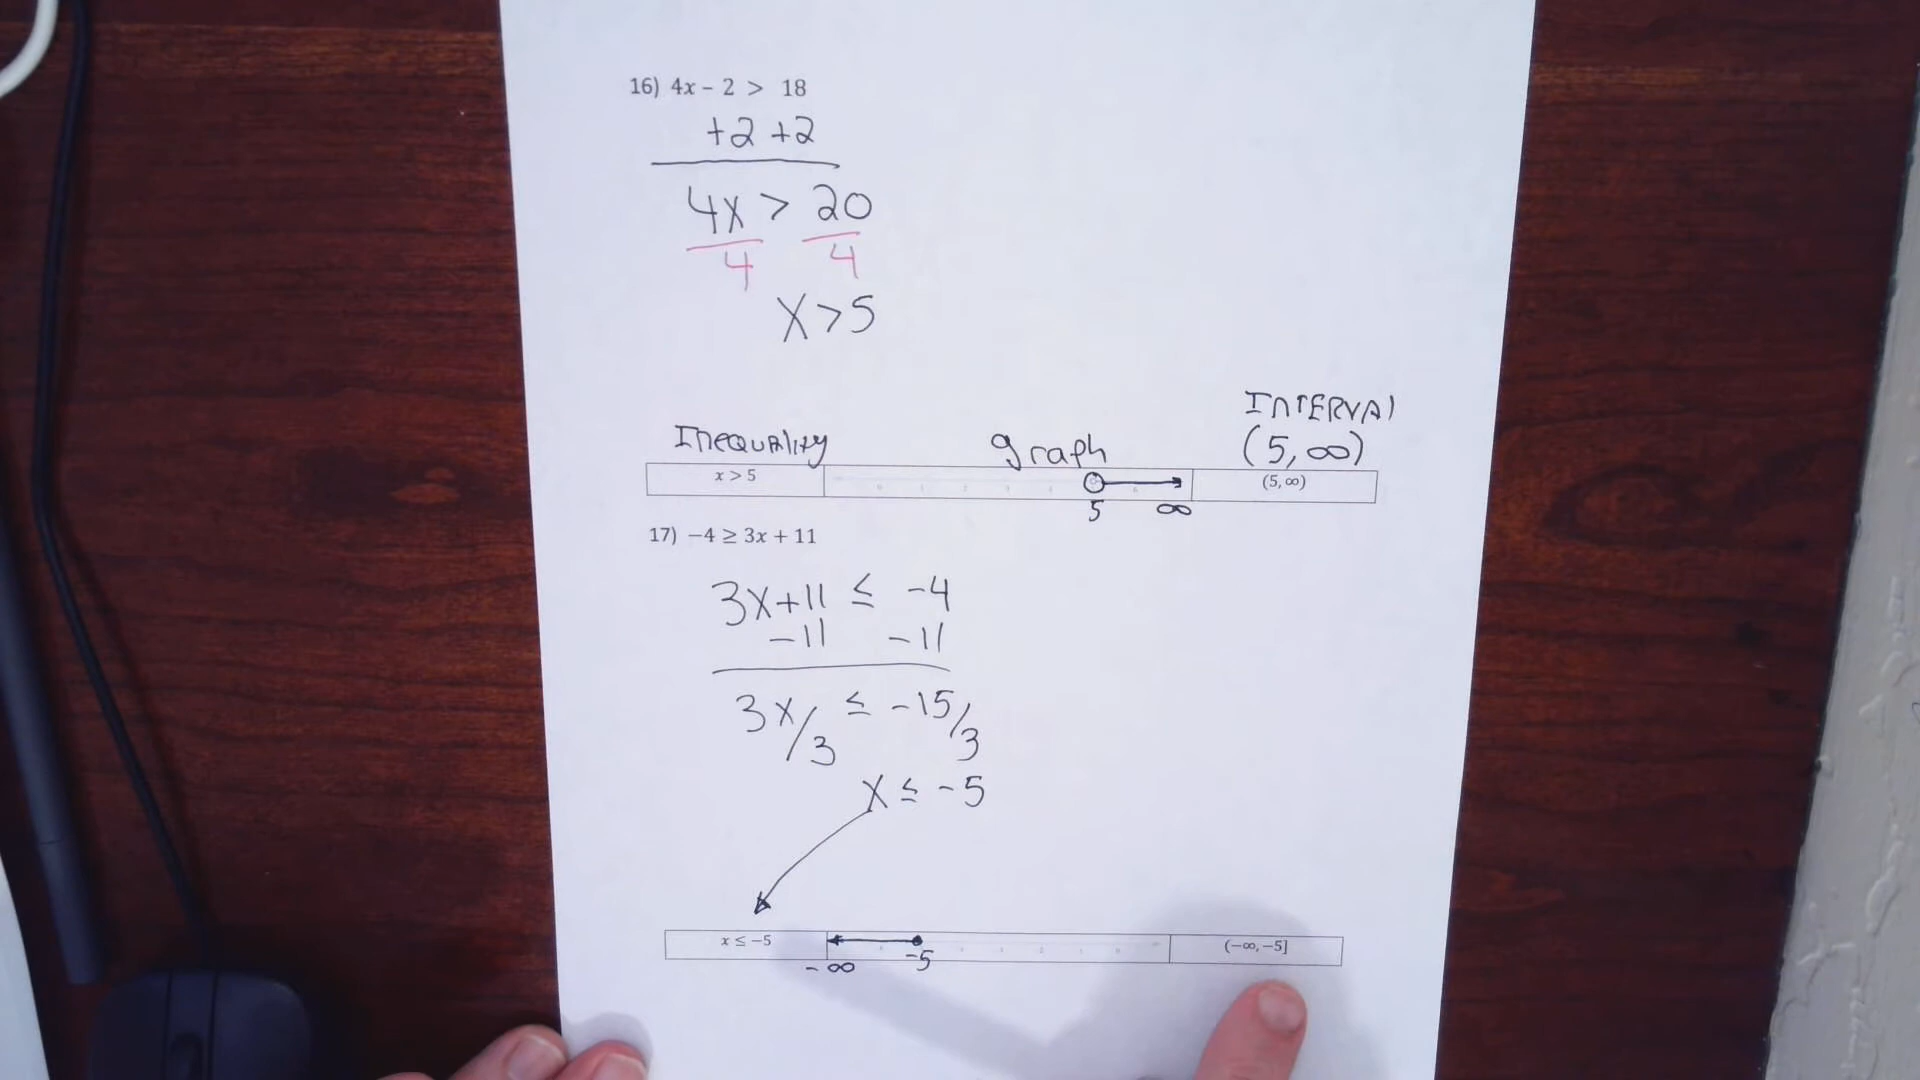 16) 4x − 2 > 18
+2 +2
4x > 20
4 4
x > 5
INTERVAl
Inequality graph (5, ∞)
x > 5 (5, ∞)
5 ∞
17) −4 ≥ 3x + 11
3x+11 ≤ -4
-11 -11
3x/3 ≤ -15/3
x ≤ -5
x ≤ −5 (−∞, −5]
-∞ -5